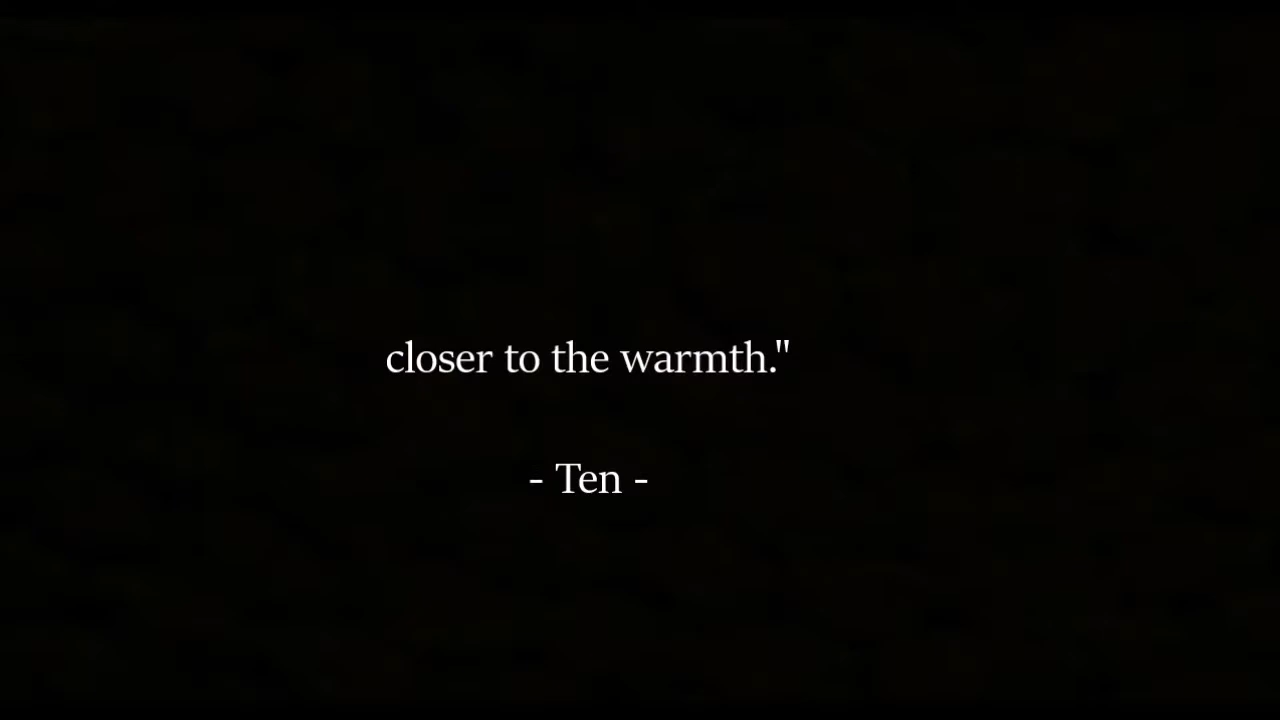 closer to the warmth."
- Ten -